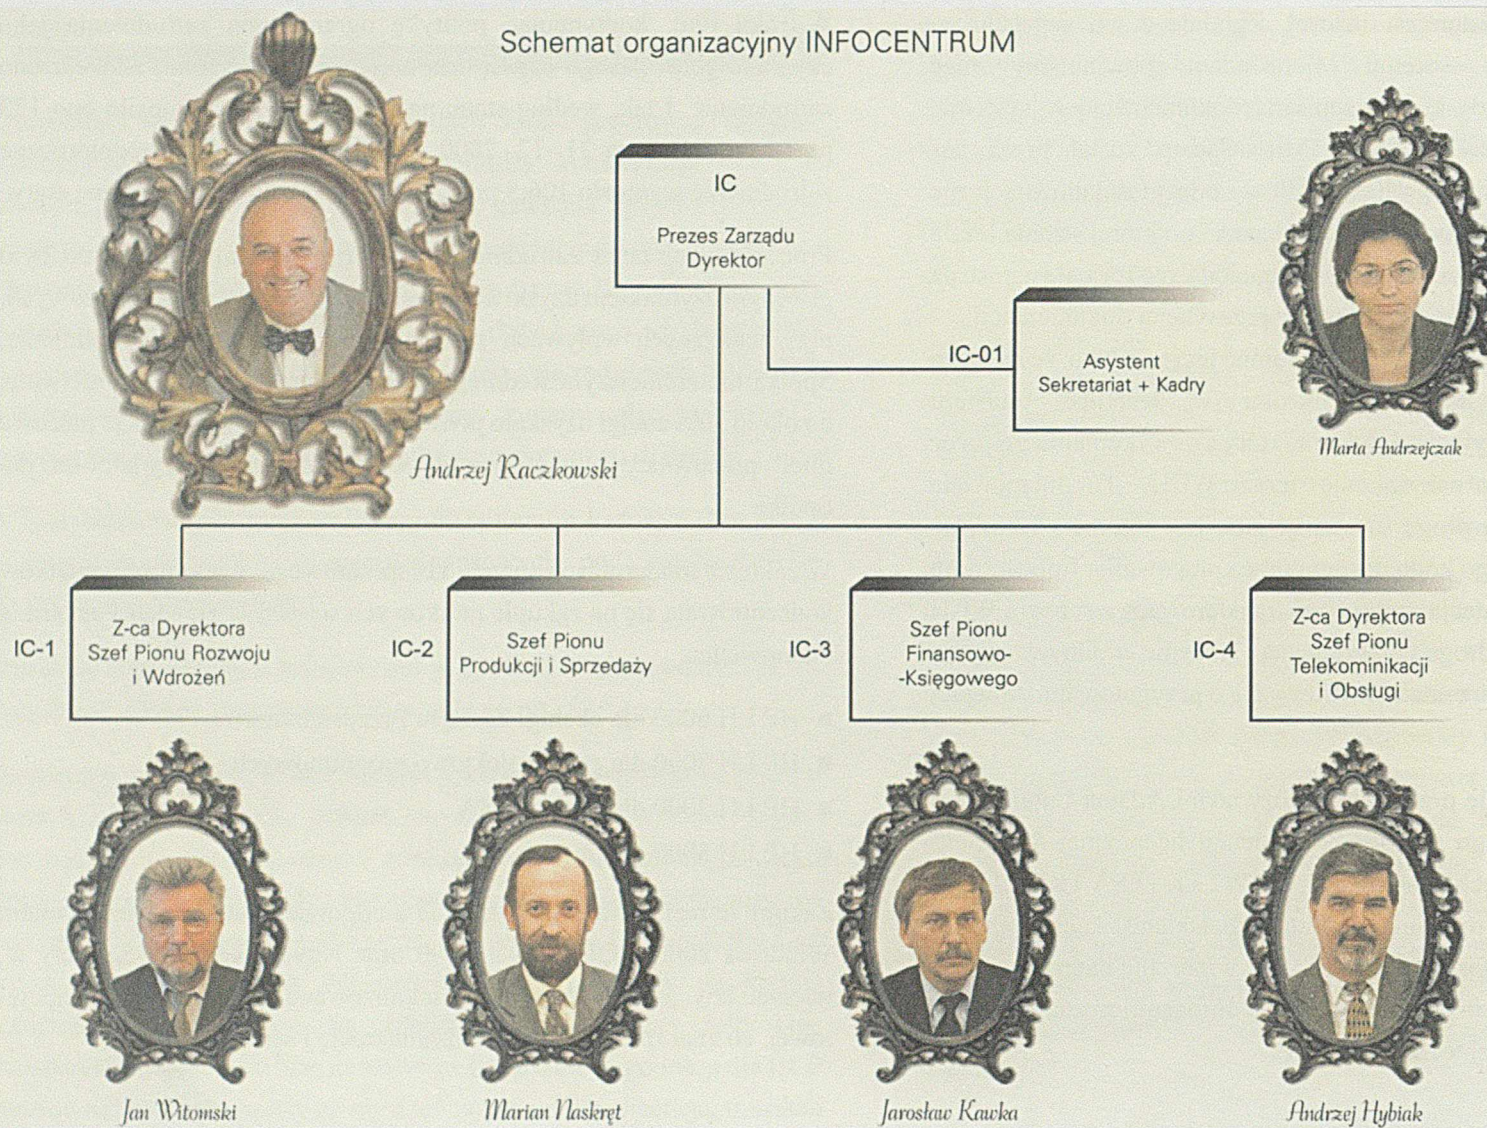 Schemat organizacyjny INFOCENTRUM
IC
Prezes Zarządu
Dyrektor
IC-01
Asystent
Sekretariat + Kadry
Marta Andrzejczak
Andrzej Raczkowski
IC-1
Z-ca Dyrektora
Szef Pionu Rozwoju
i Wdrożeń
IC-2
Szef Pionu
Produkcji i Sprzedaży
IC-3
Szef Pionu
Finansowo-
-Księgowego
IC-4
Z-ca Dyrektora
Szef Pionu
Telekominikacji
i Obsługi
Jan Witomski
Marian Naskręt
Jarosław Kawka
Andrzej Hybiak